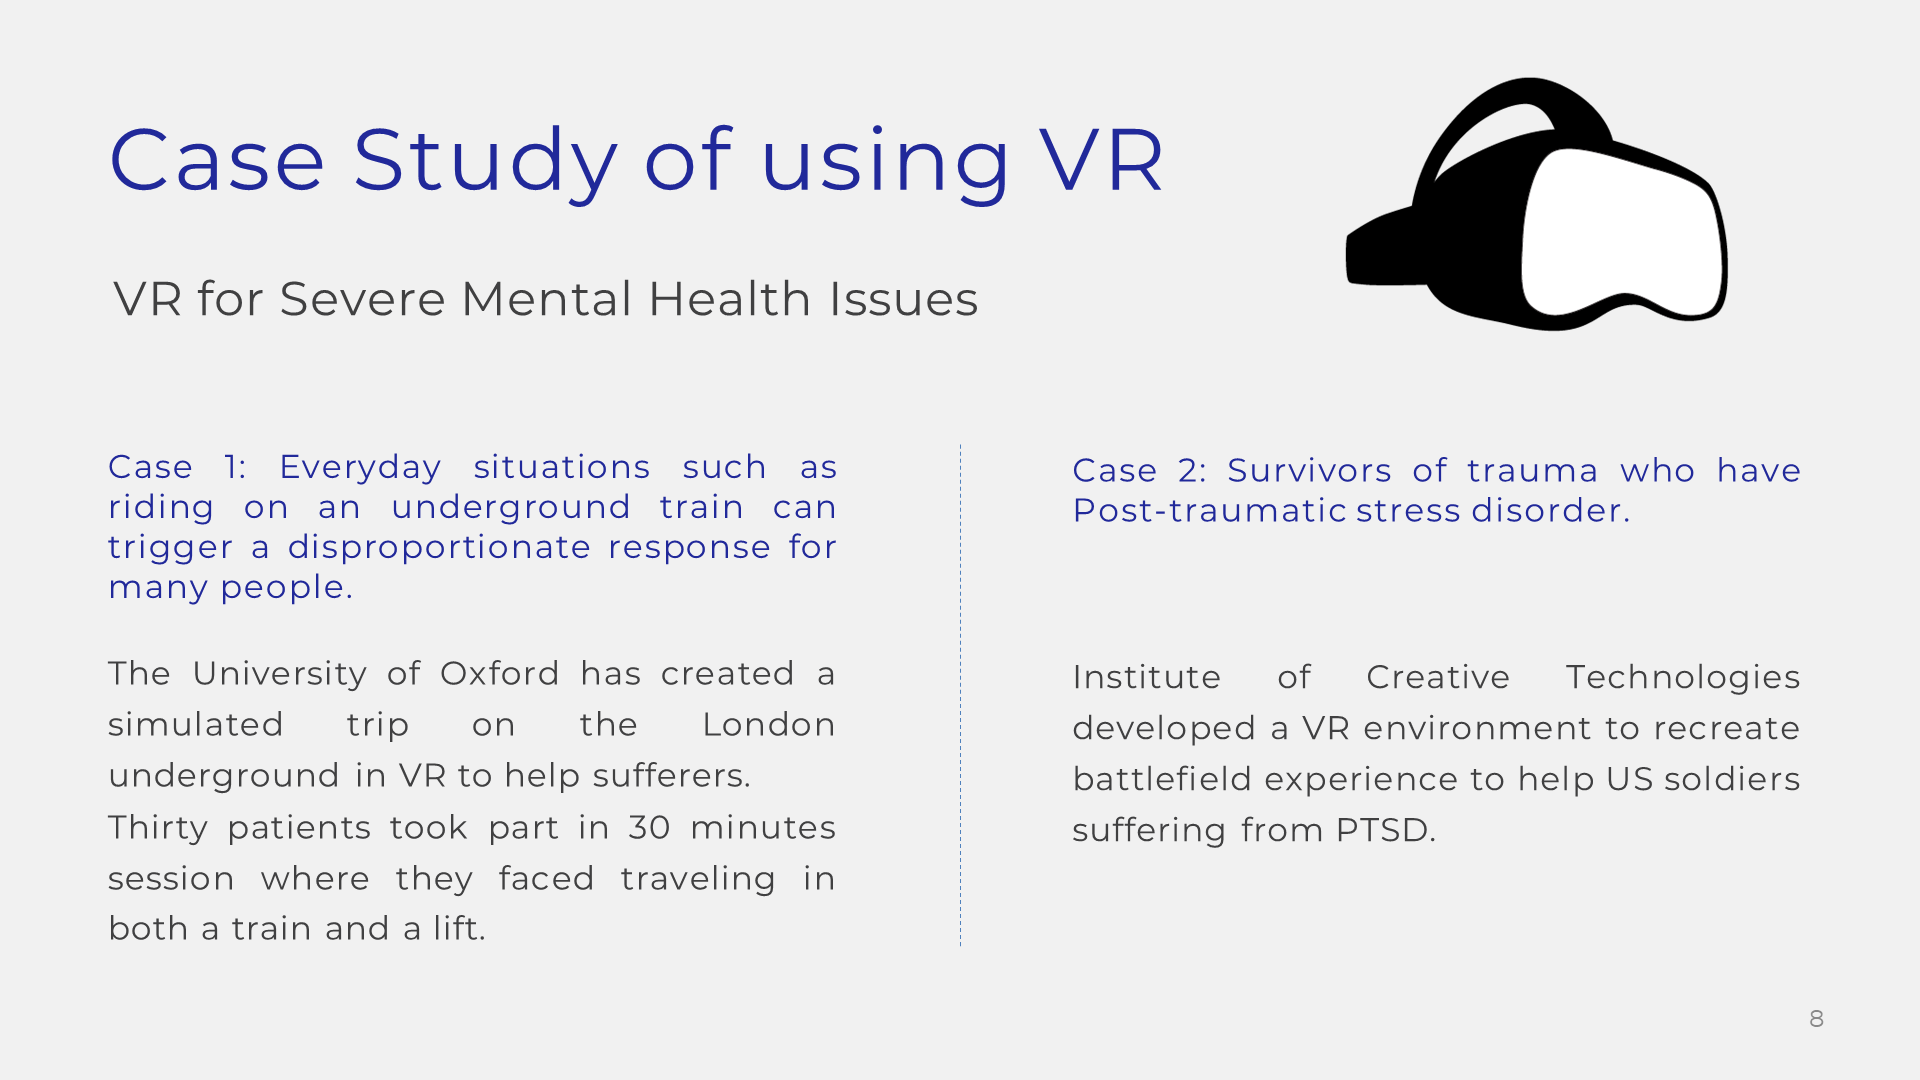 Case Study of using VR
VR for Severe Mental Health Issues
Case 1: Everyday situations such as
riding on an underground train can
trigger a disproportionate response for
many people.
The University of Oxford has created a
simulated trip on the London
underground in VR to help sufferers.
Thirty patients took part in 30 minutes
session where they faced traveling in
both a train and a lift.
Case 2: Survivors of trauma who have
Post-traumatic stress disorder.
Institute of Creative Technologies
developed a VR environment to recreate
battlefield experience to help US soldiers
suffering from PTSD.
8